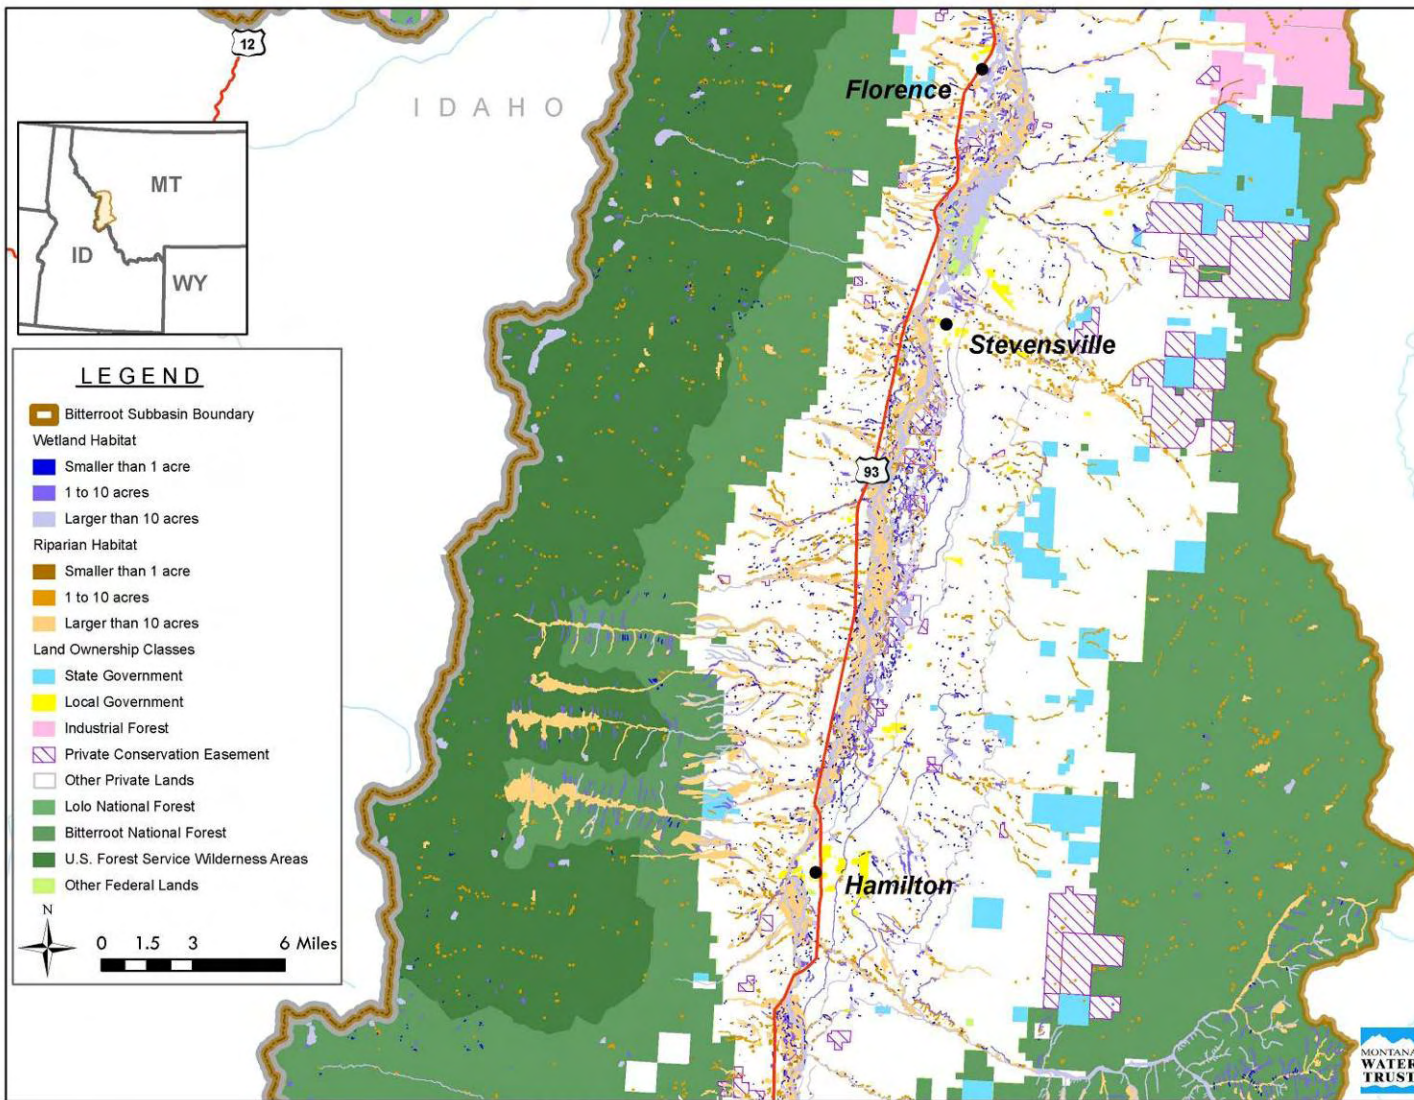 12
IDAHO
Florence
MT
ID
WY
Stevensville
LEGEND
Bitterroot Subbasin Boundary
Wetland Habitat
Smaller than 1 acre
1 to 10 acres
Larger than 10 acres
Riparian Habitat
Smaller than 1 acre
1 to 10 acres
Larger than 10 acres
Land Ownership Classes
State Government
Local Government
Industrial Forest
Private Conservation Easement
Other Private Lands
Lolo National Forest
Bitterroot National Forest
U.S. Forest Service Wilderness Areas
Other Federal Lands
93
Hamilton
N
0 1.5 3 6 Miles
MONTANA
WATER
TRUST